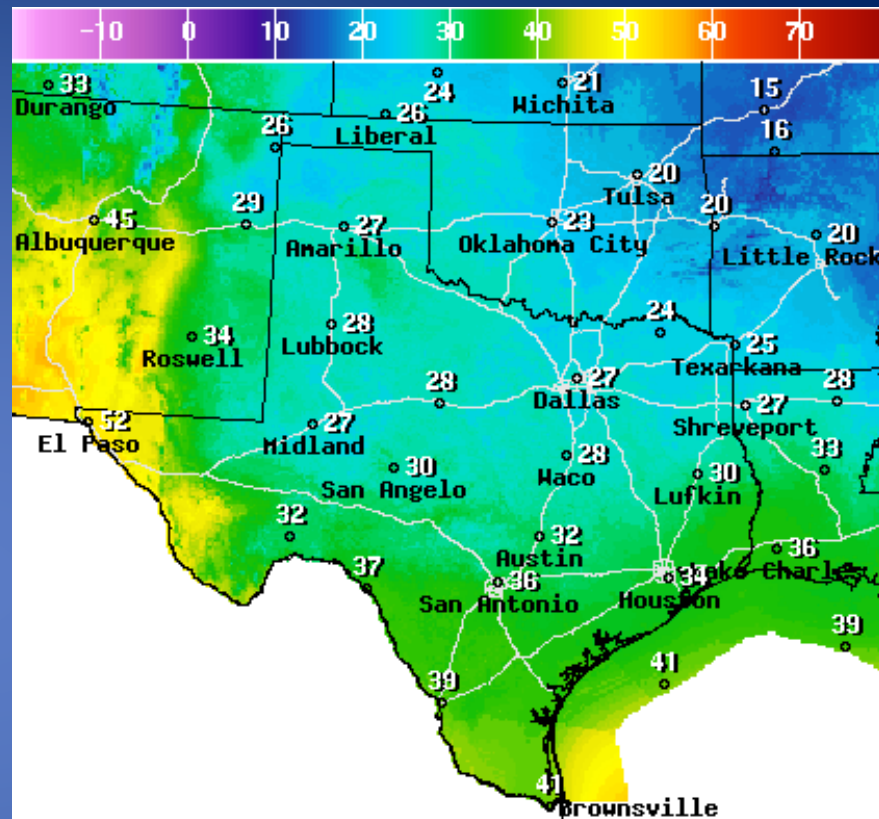 -10 0 10 20 30 40 50 60 70
33
Durango
24
21
Wichita
15
26
Liberal
26
16
20
Tulsa
45
Albuquerque
29
27
Amarillo
23
Oklahoma City
20
20
Little Rock
34
Roswell
28
Lubbock
24
25
Texarkana
27
Dallas
28
28
27
Shreveport
52
El Paso
27
Midland
30
San Angelo
28
Waco
30
Lufkin
33
32
32
Austin
36
Lake Charl
37
36
San Antonio
34
Houston
39
39
41
41
Brownsville